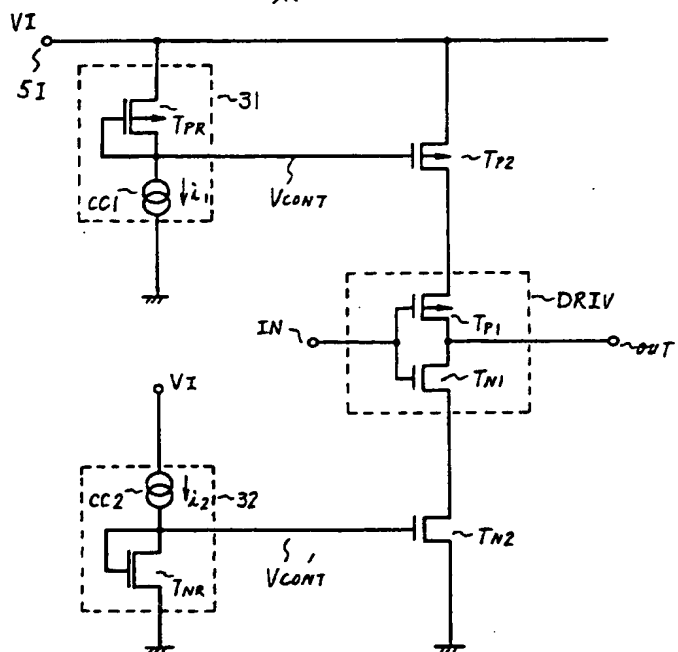 VI
51
31
TPR
TP2
VCONT
CC1
i1
DRIV
IN
TP1
OUT
TN1
VI
CC2
i2
32
TN2
VCONT'
TNR